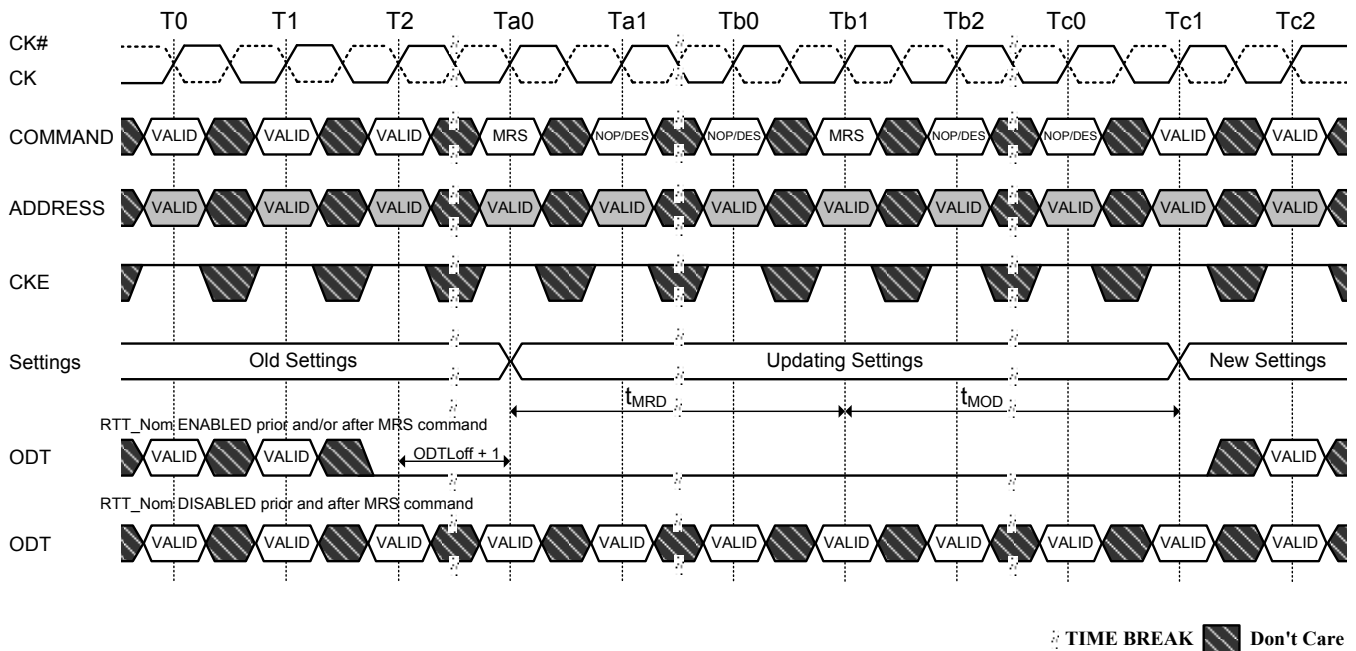 T0 T1 T2 Ta0 Ta1 Tb0 Tb1 Tb2 Tc0 Tc1 Tc2
CK#
CK
COMMAND VALID VALID VALID MRS NOP/DES NOP/DES MRS NOP/DES NOP/DES VALID VALID
ADDRESS VALID VALID VALID VALID VALID VALID VALID VALID VALID VALID VALID
CKE
Settings Old Settings Updating Settings New Settings
tMRD tMOD
RTT_Nom ENABLED prior and/or after MRS command
ODT VALID VALID ODTLoff + 1 VALID
RTT_Nom DISABLED prior and after MRS command
ODT VALID VALID VALID VALID VALID VALID VALID VALID VALID VALID VALID
TIME BREAK Don't Care